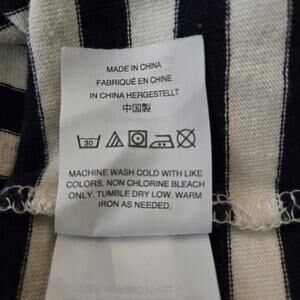 MADE IN CHINA
FABRIQUÉ EN CHINE
IN CHINA HERGESTELLT
中国製
30
MACHINE WASH COLD WITH LIKE
COLORS. NON CHLORINE BLEACH
ONLY. TUMBLE DRY LOW. WARM
IRON AS NEEDED.